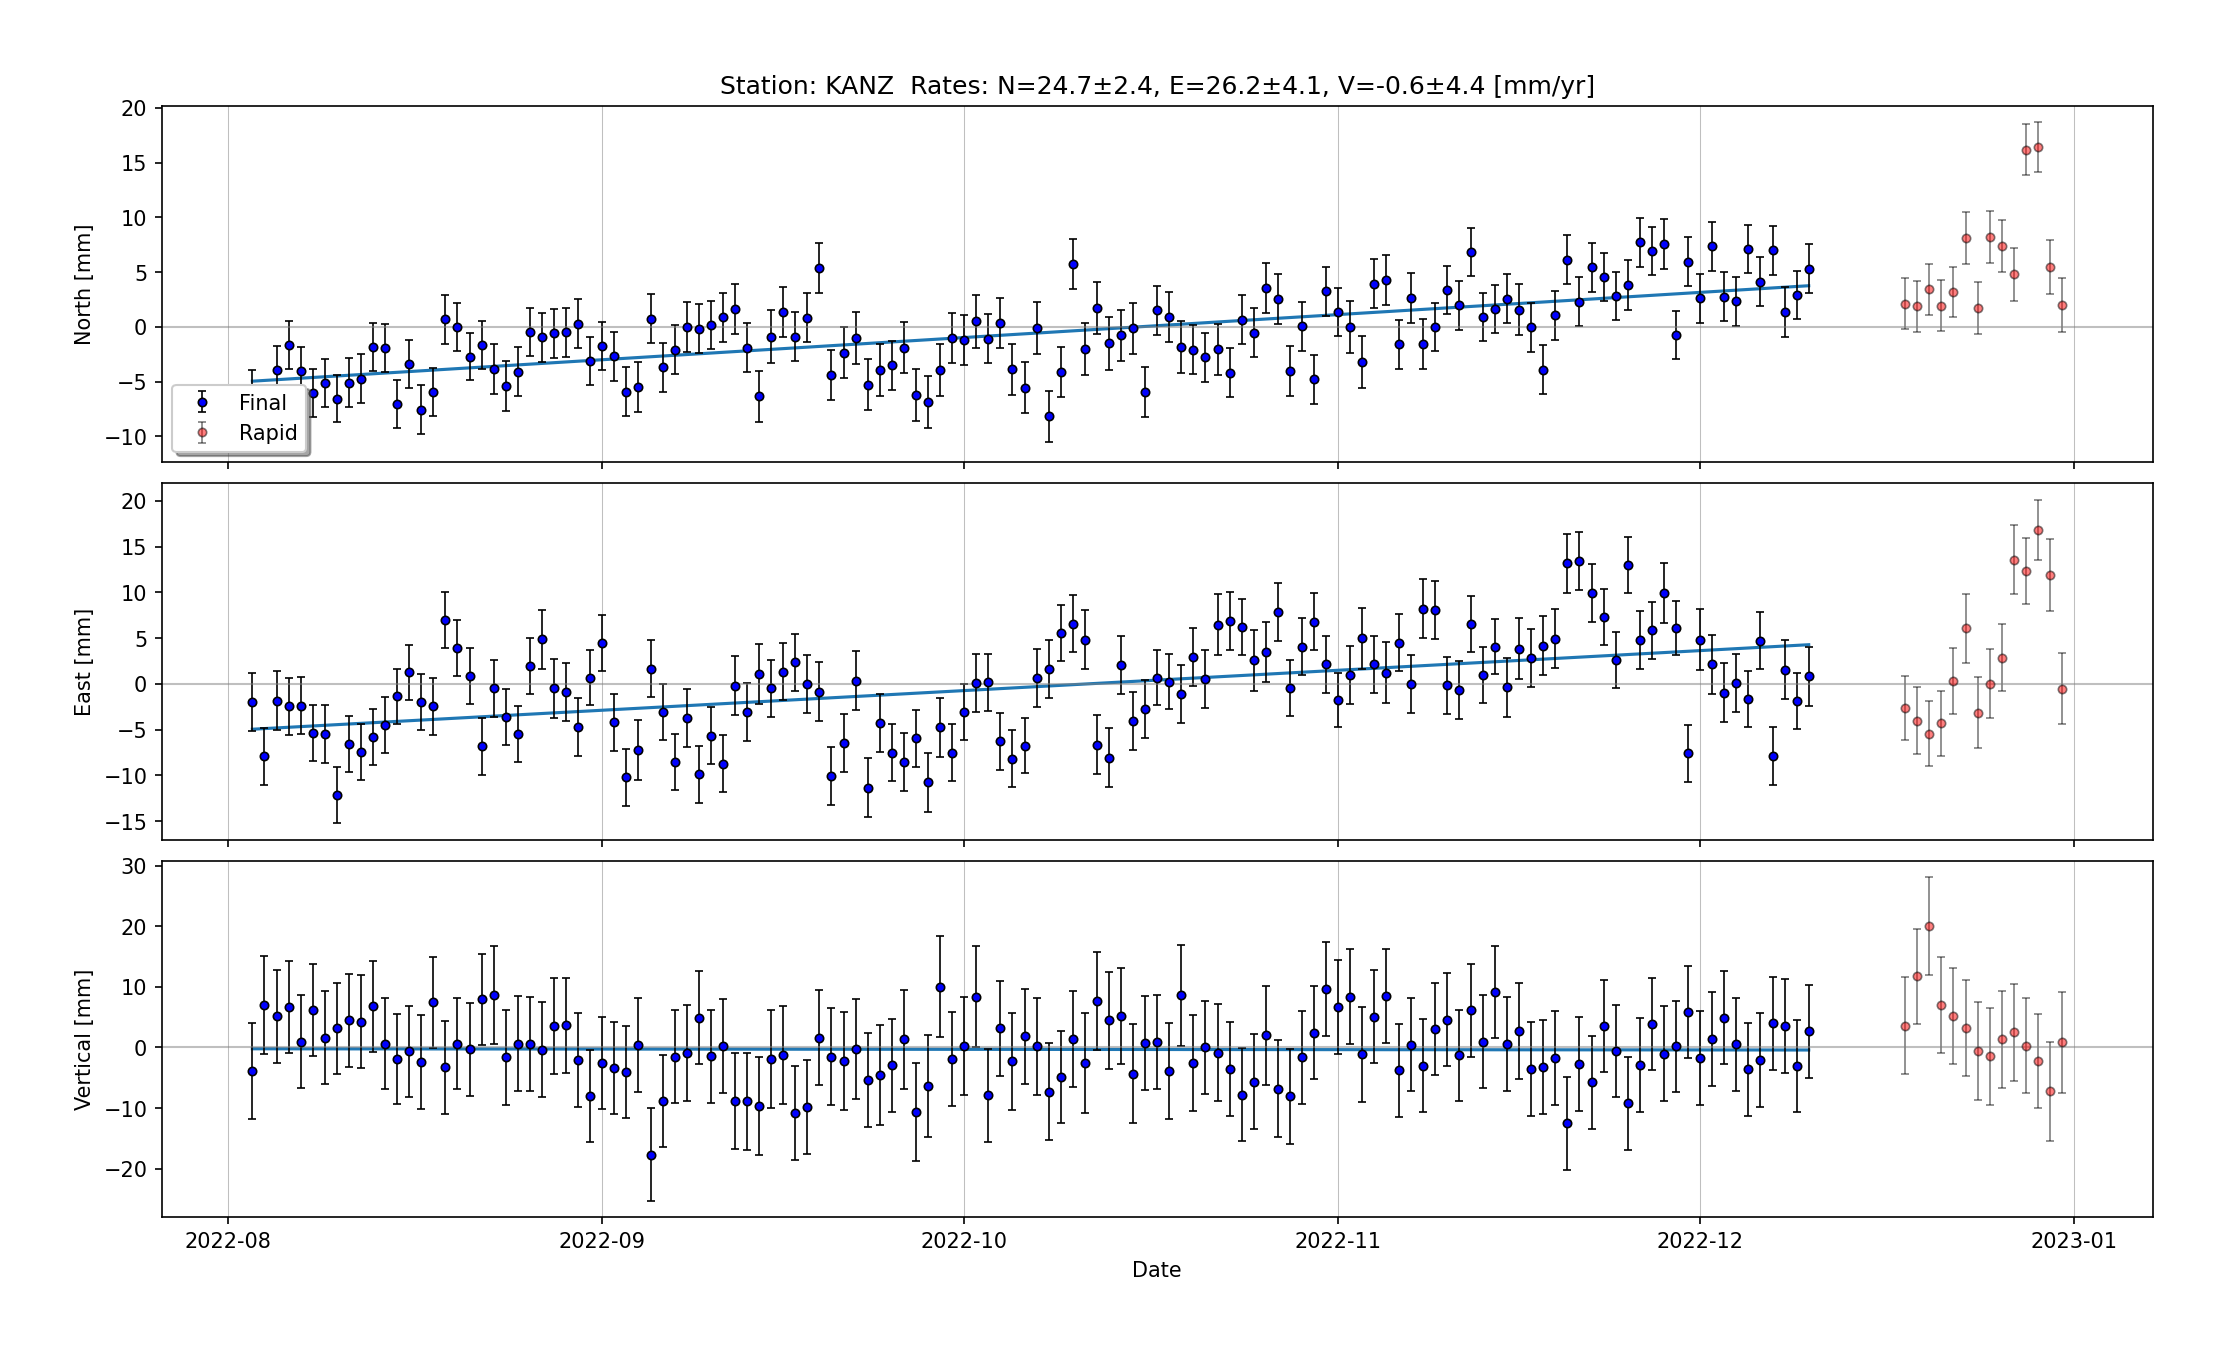 Station: KANZ  Rates: N=24.7±2.4, E=26.2±4.1, V=-0.6±4.4 [mm/yr]
20
15
10
5
0
−5
−10
North [mm]
Final
Rapid
20
15
10
5
0
−5
−10
−15
East [mm]
30
20
10
0
−10
−20
Vertical [mm]
2022-08 2022-09 2022-10 2022-11 2022-12 2023-01
Date